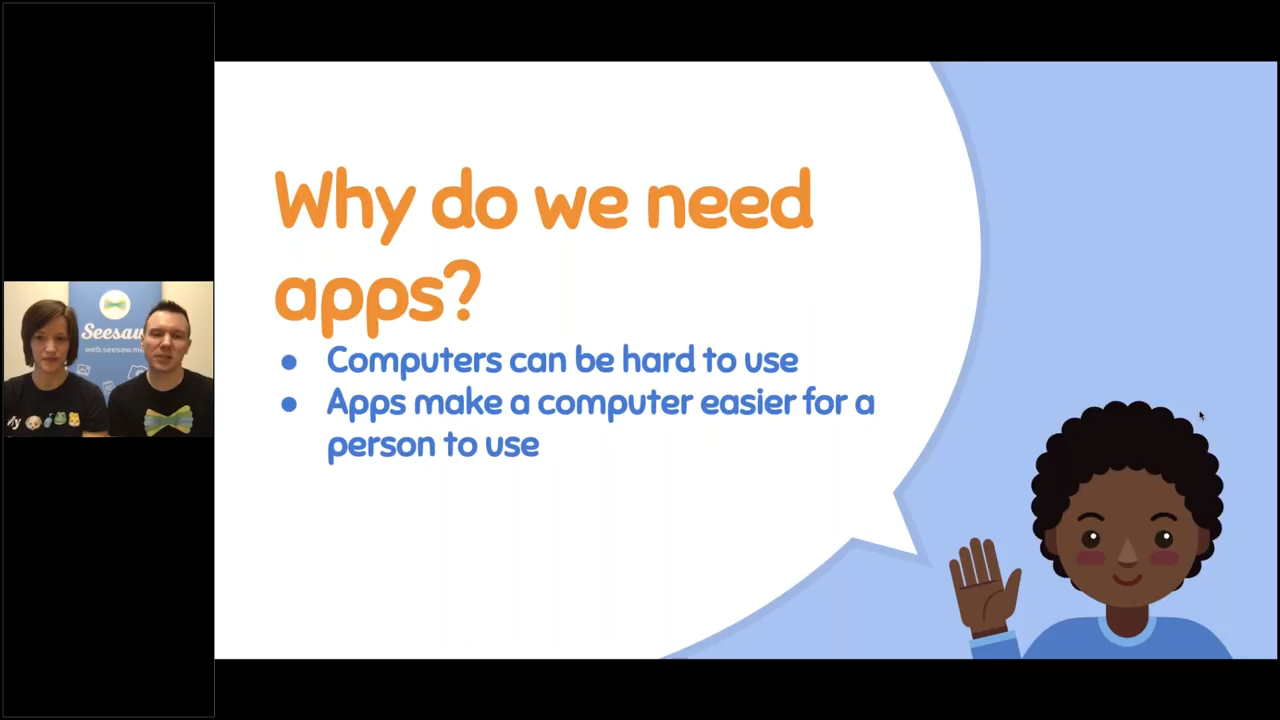 Why do we need
apps?
Computers can be hard to use
Apps make a computer easier for a
person to use
Seesaw
web.seesaw.me